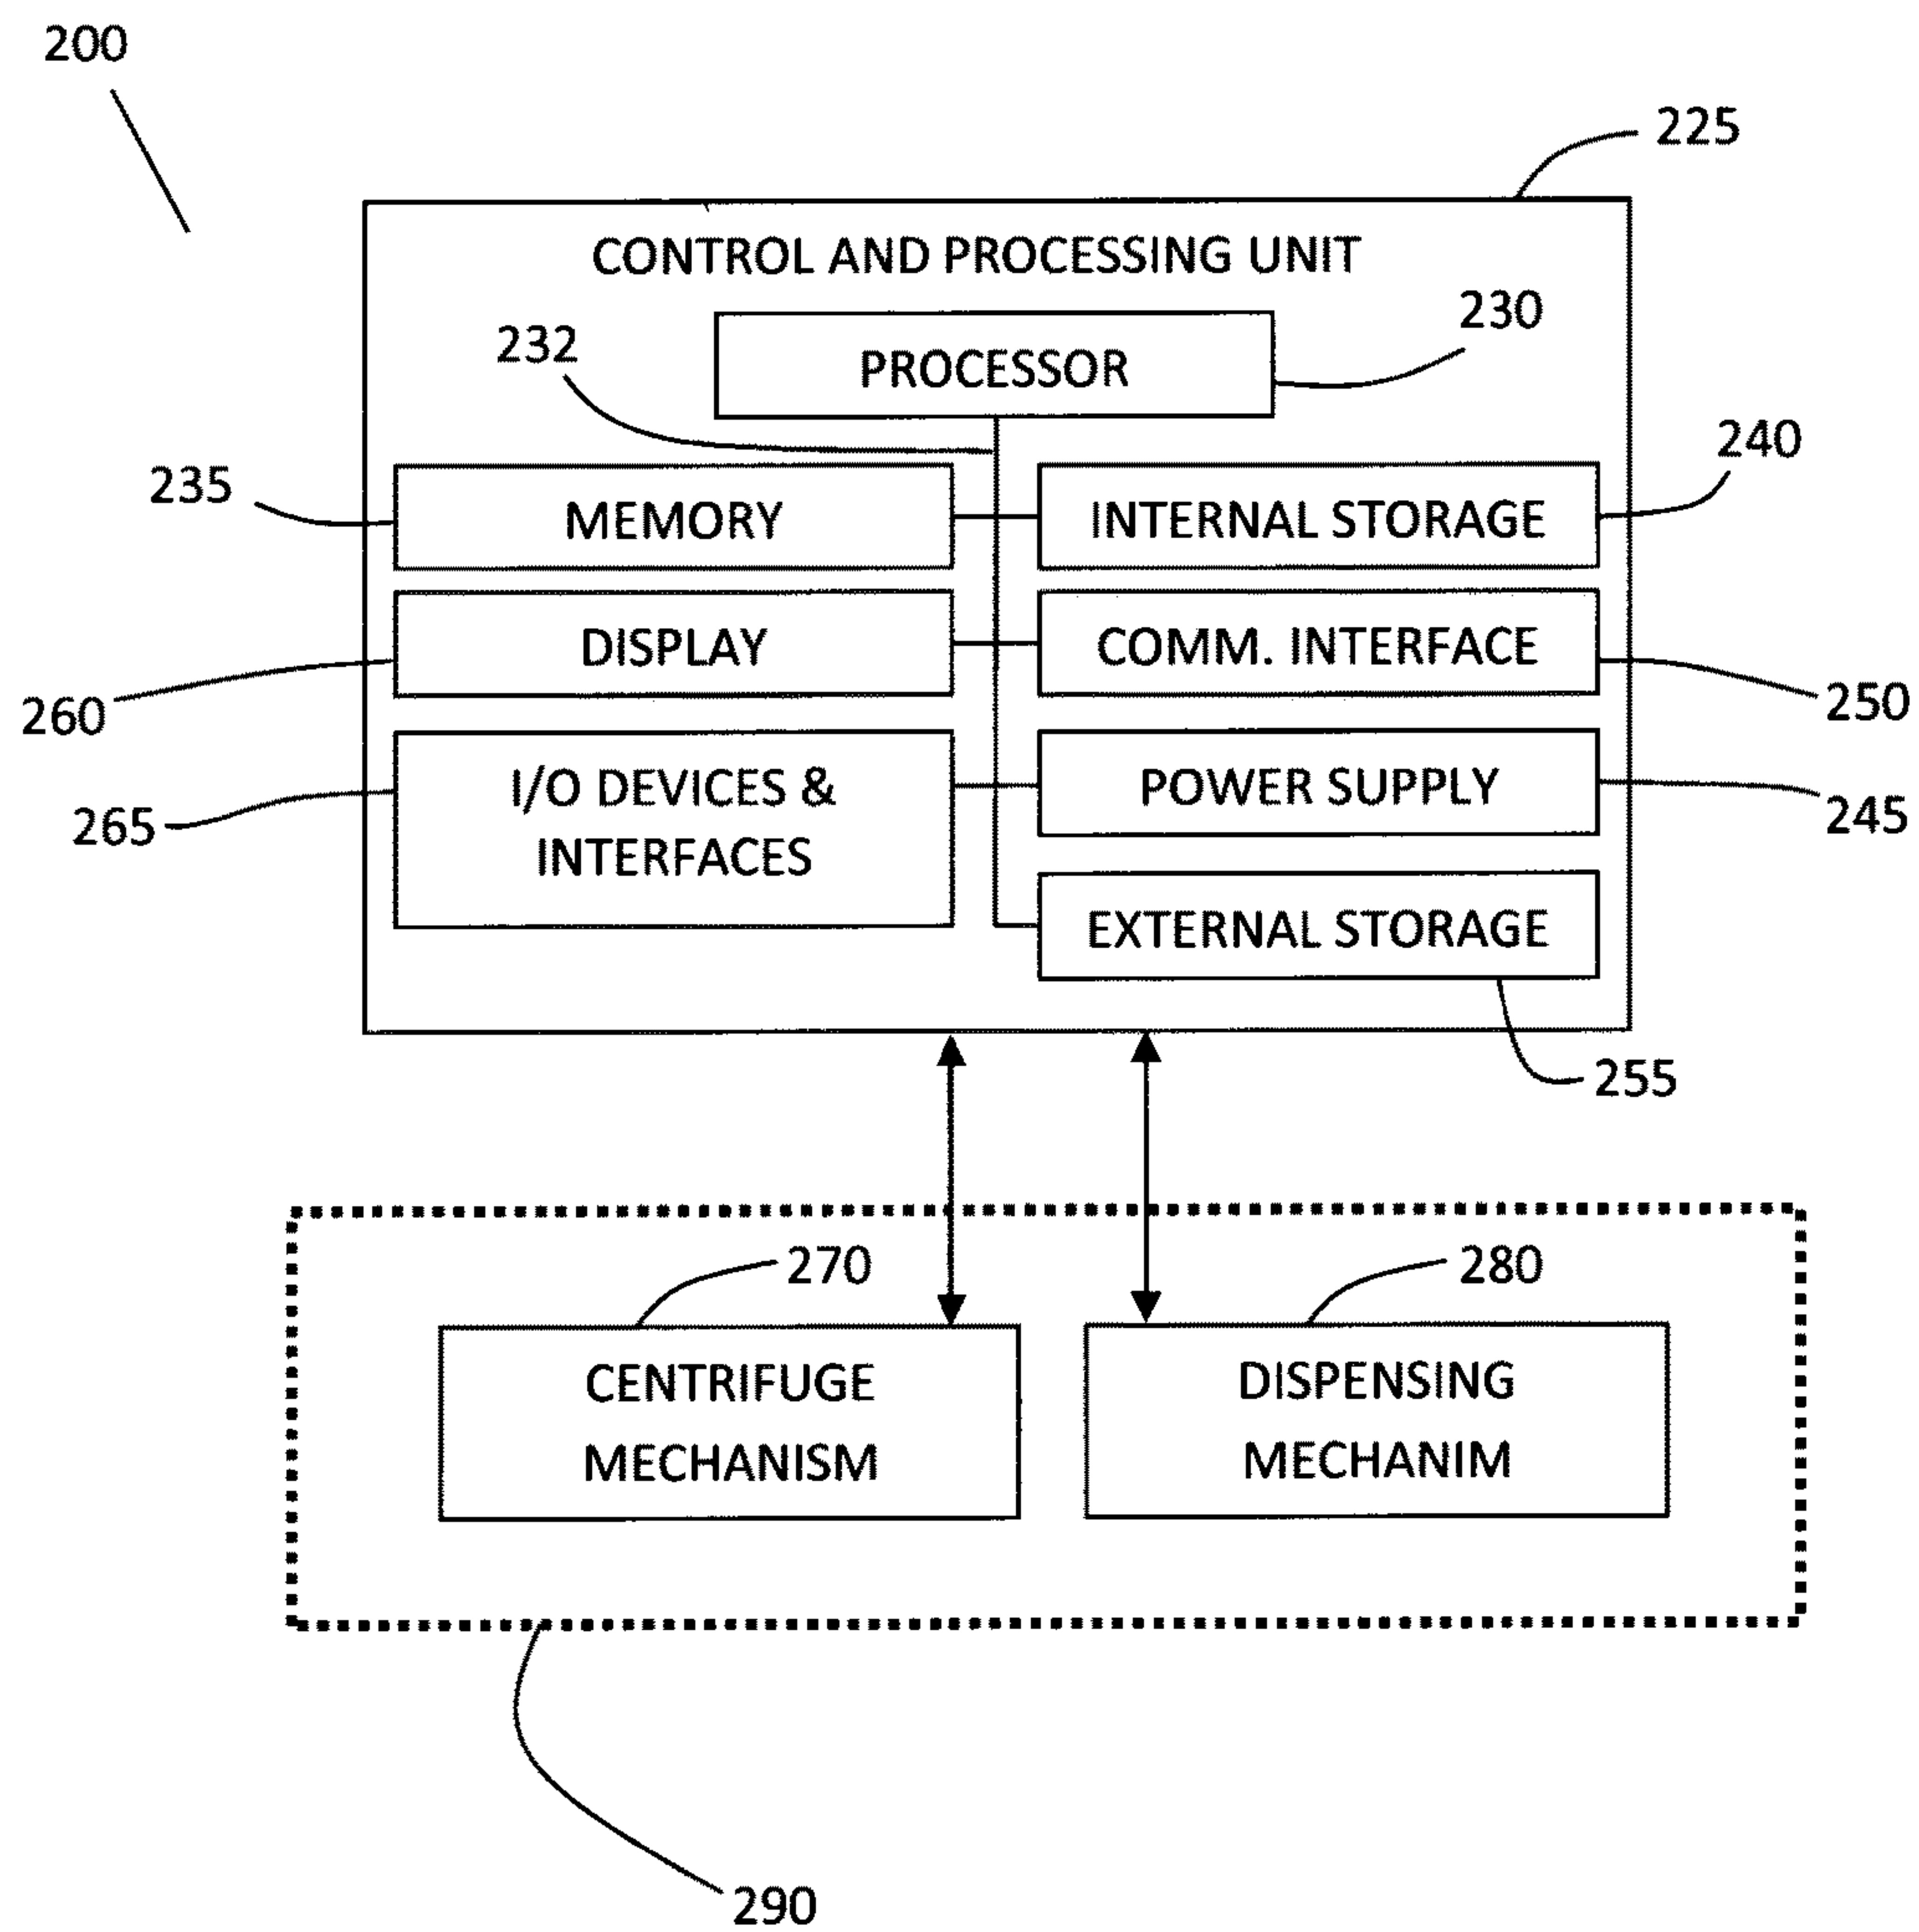 200
225
CONTROL AND PROCESSING UNIT
230
232
PROCESSOR
240
235
MEMORY
INTERNAL STORAGE
DISPLAY
COMM. INTERFACE
260
250
I/O DEVICES &
INTERFACES
POWER SUPPLY
265
245
EXTERNAL STORAGE
255
270
280
CENTRIFUGE
MECHANISM
DISPENSING
MECHANIM
290